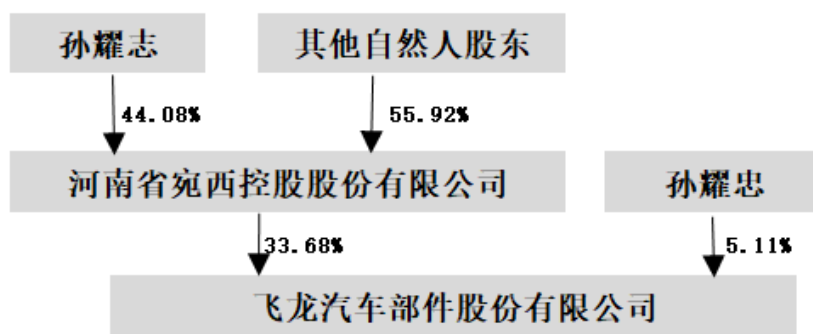 孙耀志
其他自然人股东
44.08%
55.92%
河南省宛西控股股份有限公司
孙耀忠
33.68%
5.11%
飞龙汽车部件股份有限公司